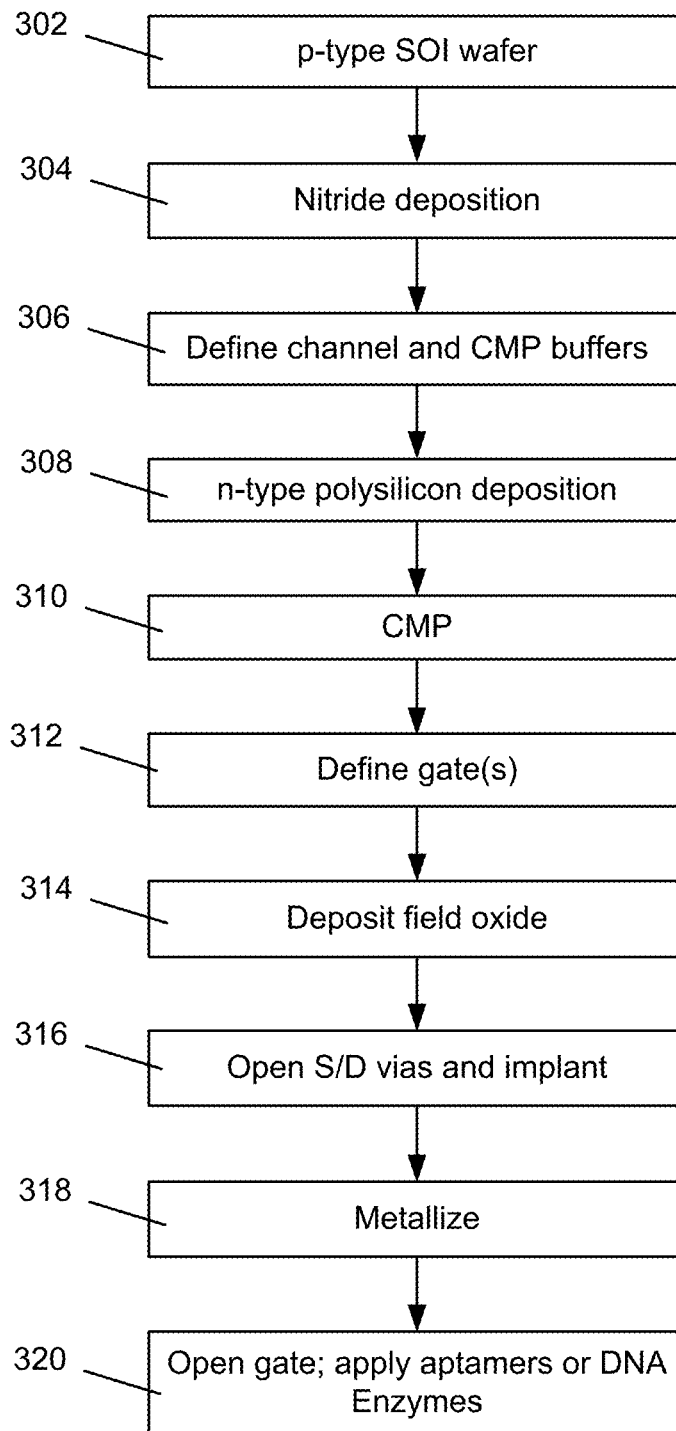 302
p-type SOI wafer
304
Nitride deposition
306
Define channel and CMP buffers
308
n-type polysilicon deposition
310
CMP
312
Define gate(s)
314
Deposit field oxide
316
Open S/D vias and implant
318
Metallize
320
Open gate; apply aptamers or DNA
Enzymes